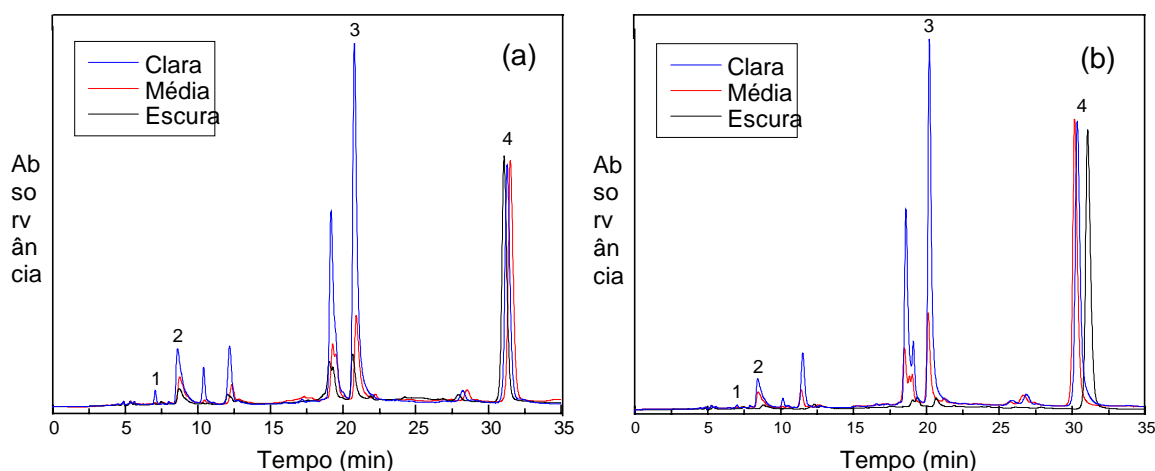 (a)
Clara
Média
Escura
Ab
so
rv
ân
cia
1
2
3
4
0 5 10 15 20 25 30 35
Tempo (min)
(b)
Clara
Média
Escura
Ab
so
rv
ân
cia
1
2
3
4
0 5 10 15 20 25 30 35
Tempo (min)